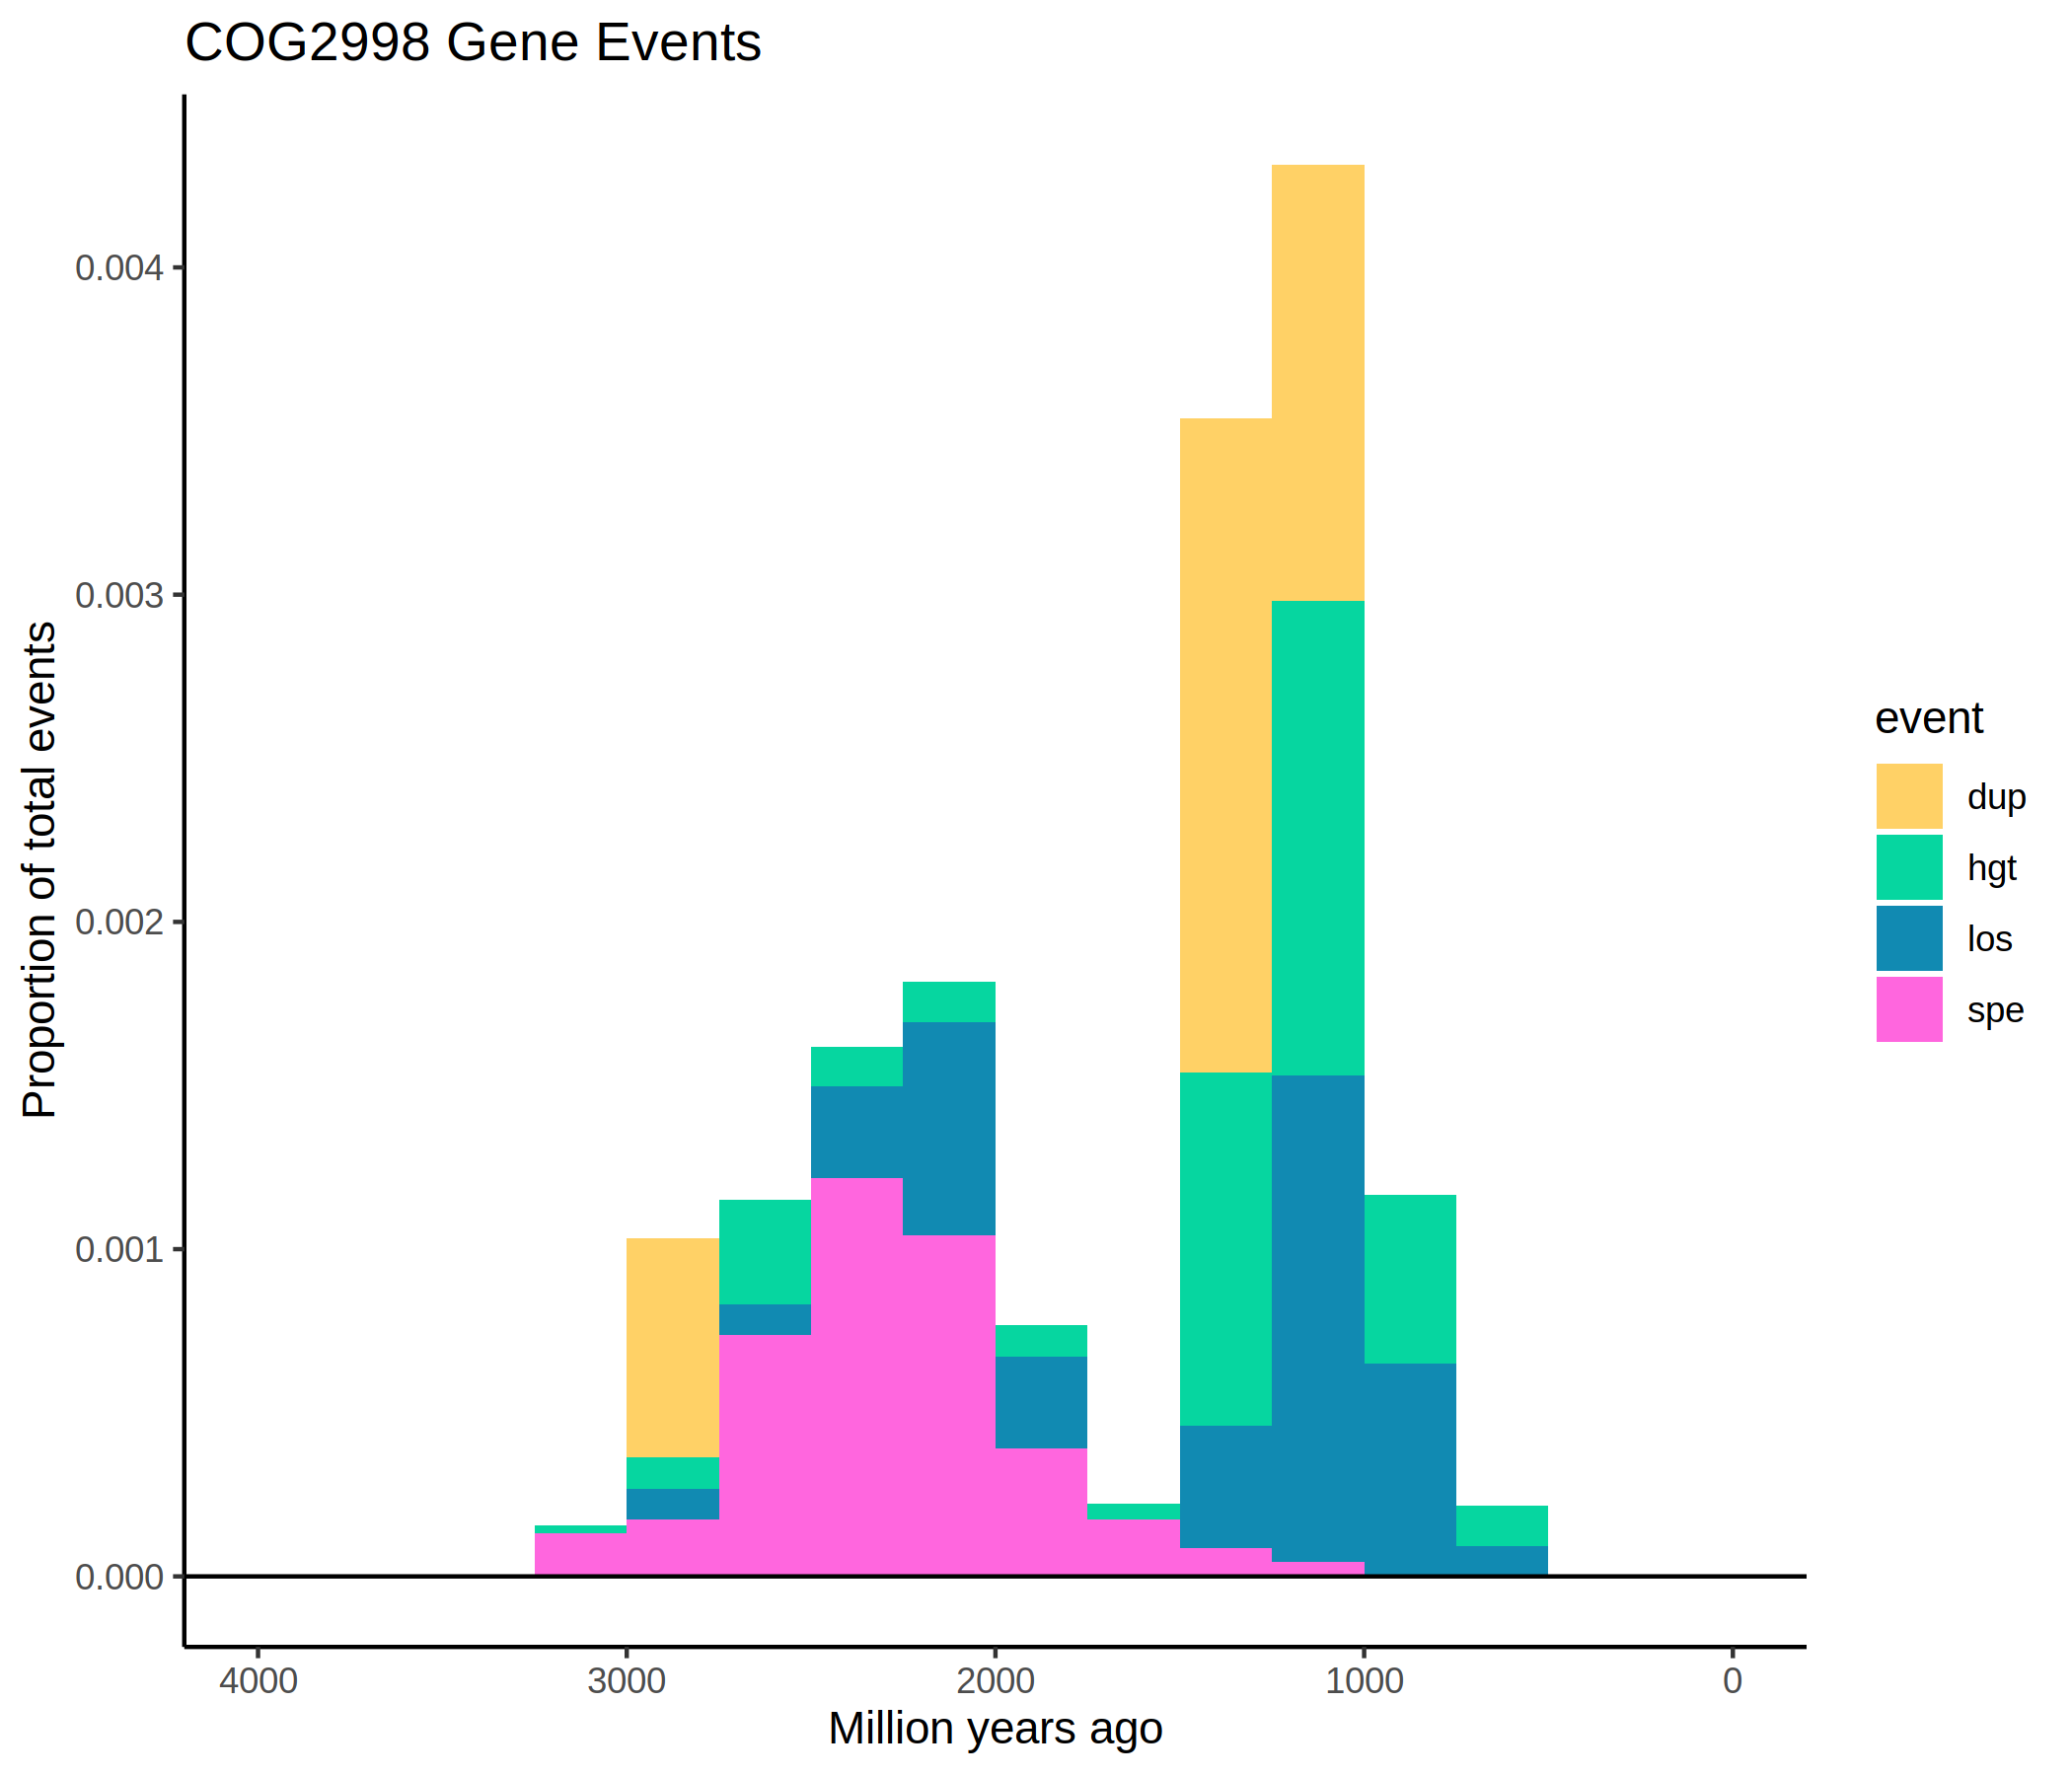 COG2998 Gene Events
Proportion of total events
0.004
0.003
0.002
0.001
0.000
4000 3000 2000 1000 0
Million years ago
event
dup
hgt
los
spe